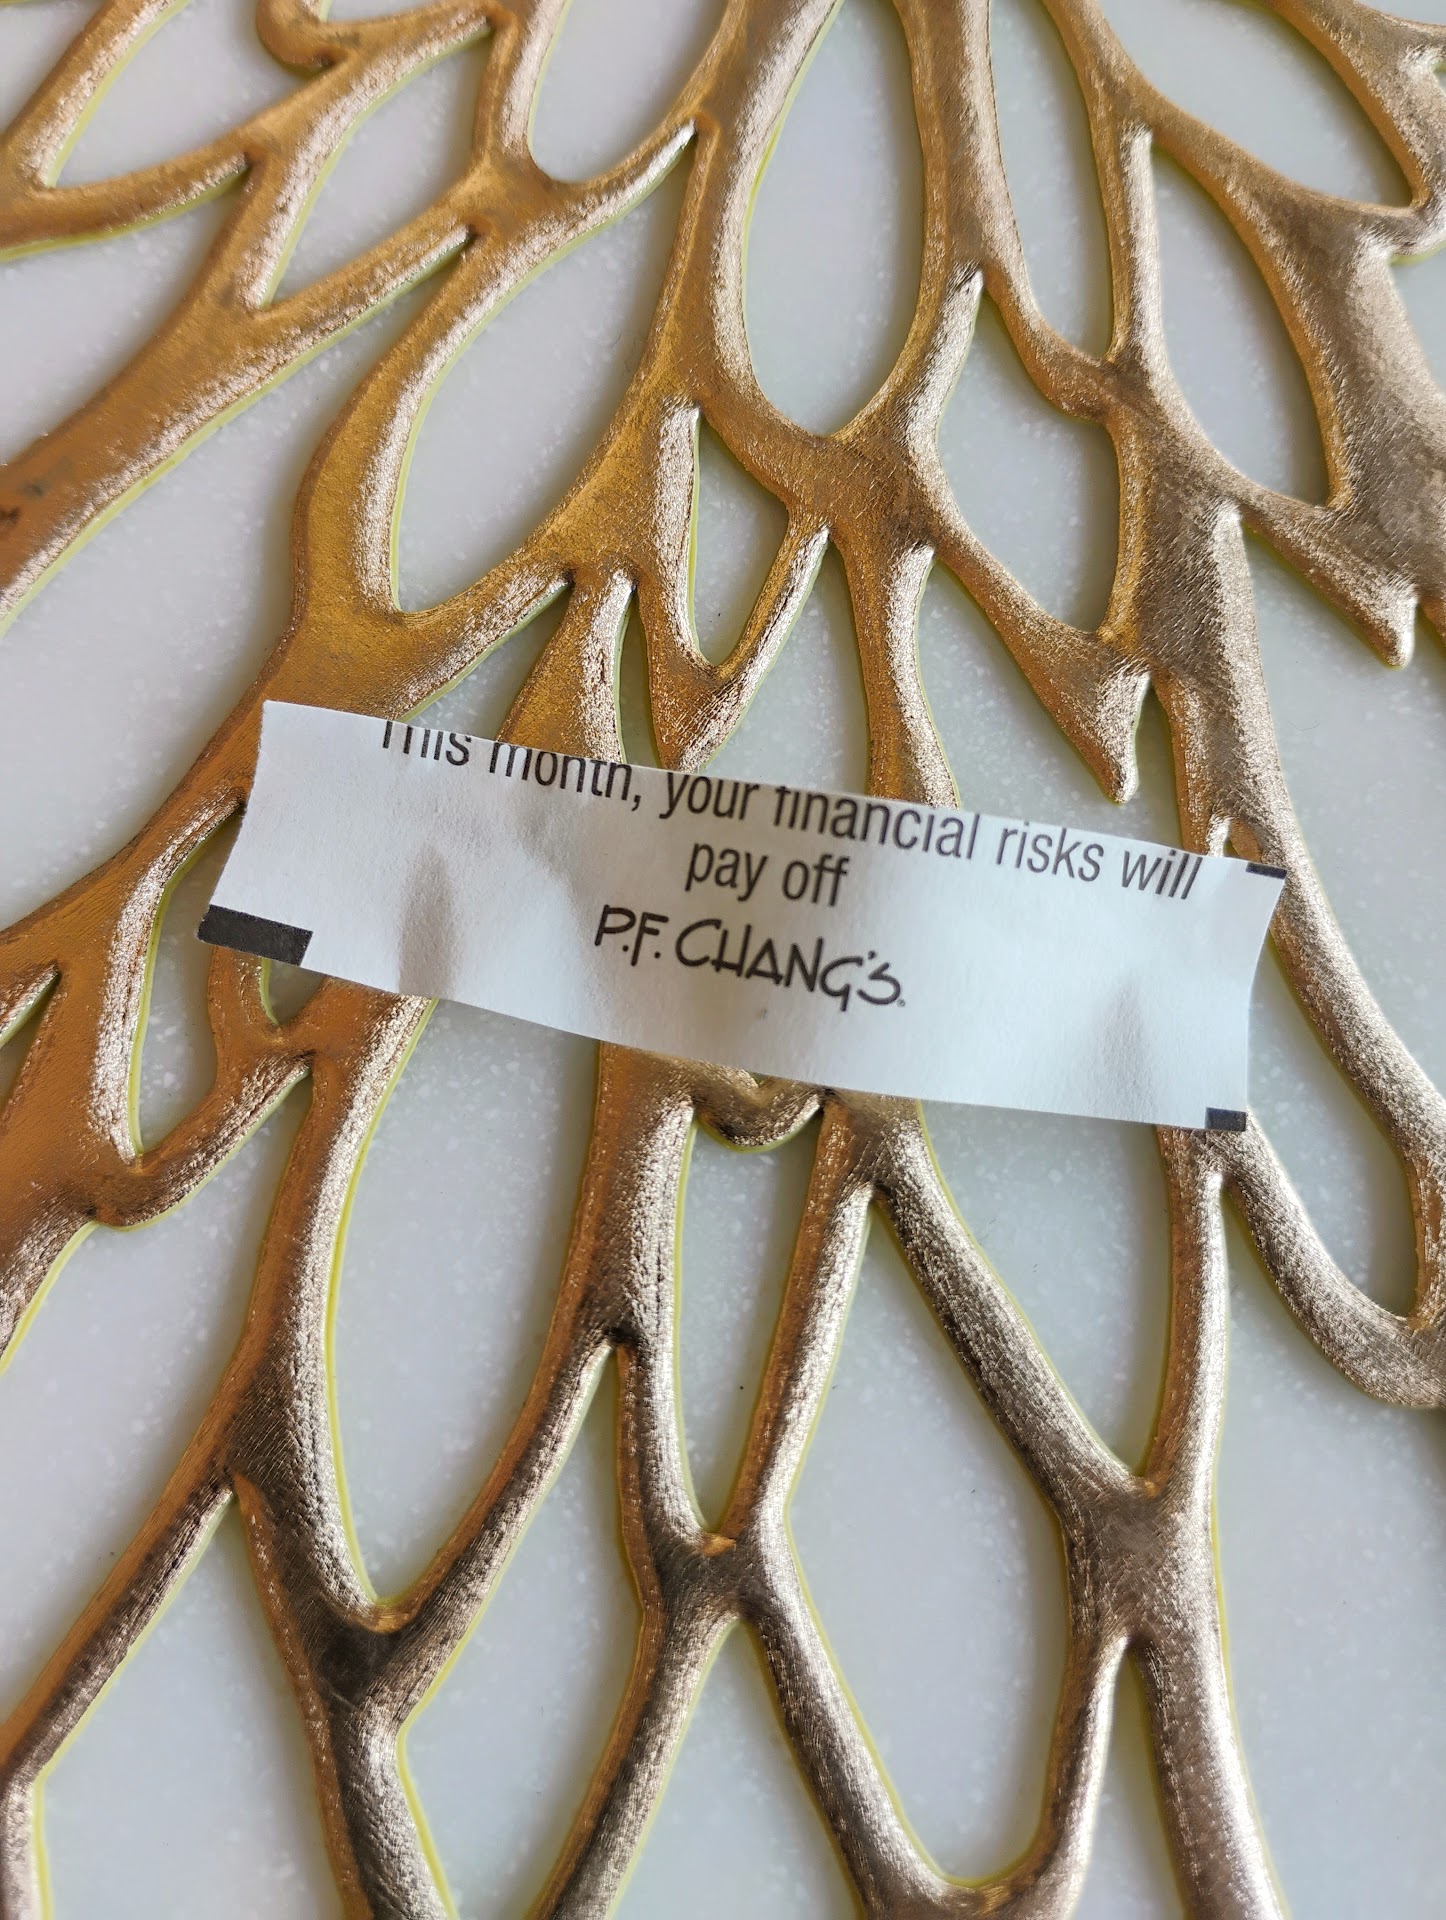 This month, your financial risks will
pay off
P.F. CHANG'S